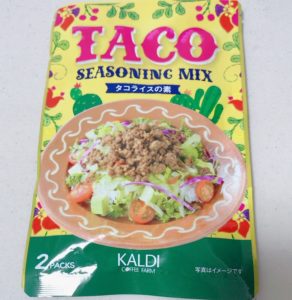 TACO
SEASONING MIX
タコライスの素
2 PACKS
KALDI
COFFEE FARM
写真はイメージです